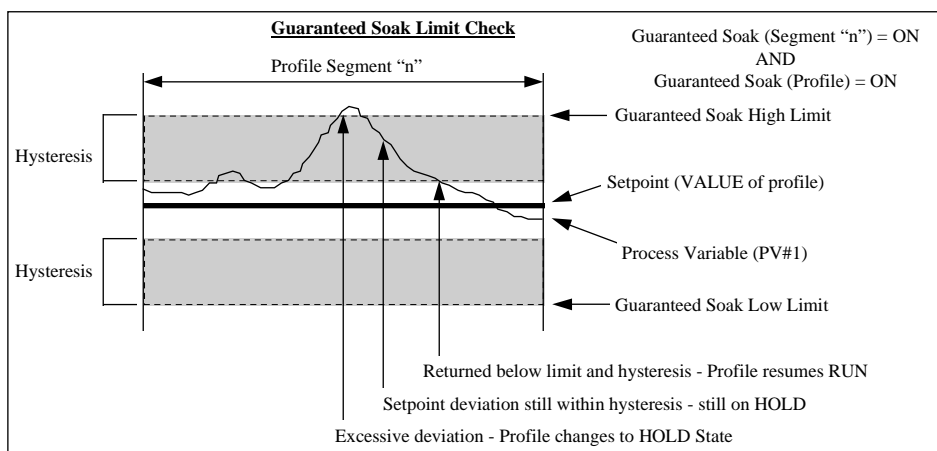 Guaranteed Soak Limit Check
Guaranteed Soak (Segment “n”) = ON
AND
Guaranteed Soak (Profile) = ON
Profile Segment “n”
Guaranteed Soak High Limit
Hysteresis
Setpoint (VALUE of profile)
Process Variable (PV#1)
Hysteresis
Guaranteed Soak Low Limit
Returned below limit and hysteresis - Profile resumes RUN
Setpoint deviation still within hysteresis - still on HOLD
Excessive deviation - Profile changes to HOLD State